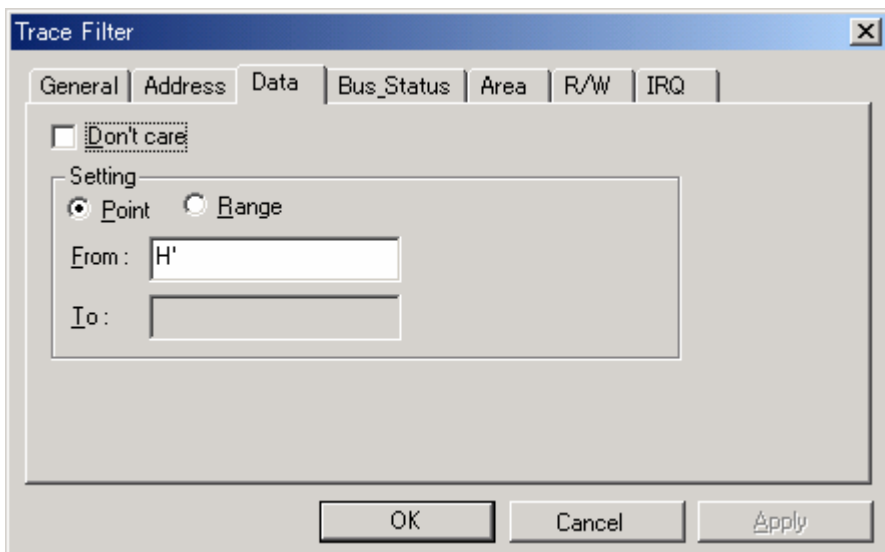 Trace Filter
General Address Data Bus_Status Area R/W IRQ
Don't care
Setting
Point Range
From : H'
To :
OK Cancel Apply